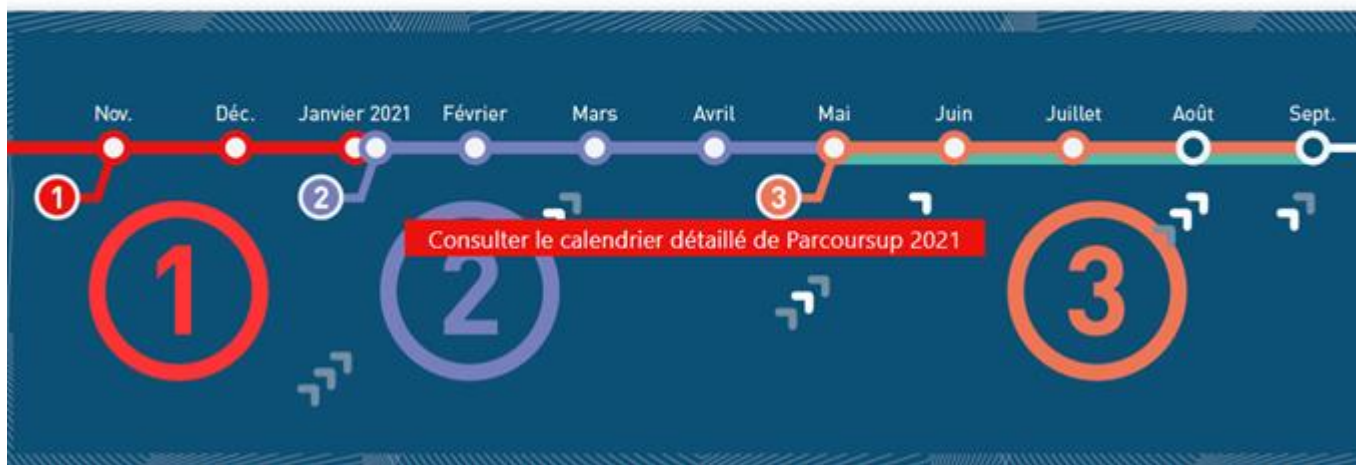 Nov. Déc. Janvier 2021 Février Mars Avril Mai Juin Juillet Août Sept.
1 2 3
Consulter le calendrier détaillé de Parcoursup 2021
1 2 3